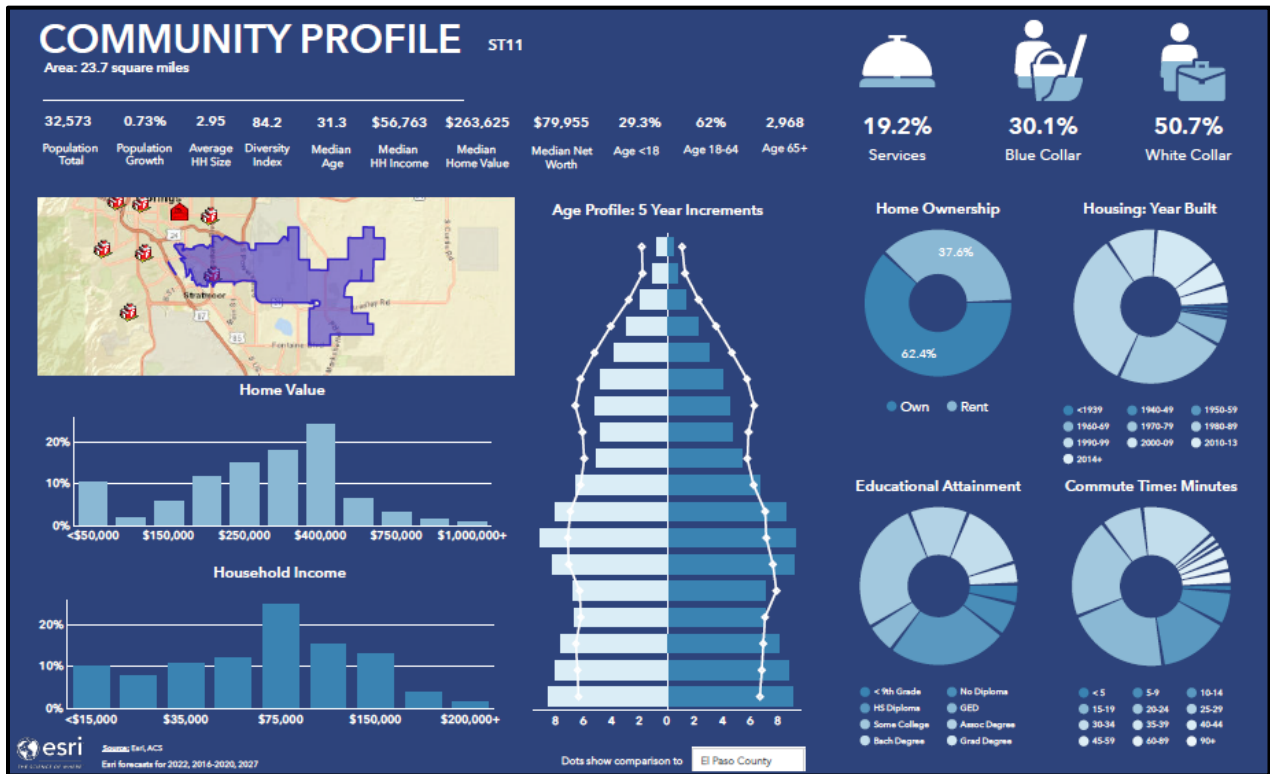 COMMUNITY PROFILE ST11
Area: 23.7 square miles
32,573 0.73% 2.95 84.2 31.3 $56,763 $263,625 $79,955 29.3% 62% 2,968
Population Total
Population Growth
Average HH Size
Diversity Index
Median Age
Median HH Income
Median Home Value
Median Net Worth
Age <18
Age 18-64
Age 65+
19.2% 30.1% 50.7%
Services Blue Collar White Collar
24
Stratmoor
87
85
Home Value
20%
0%
<$50,000 $150,000 $250,000 $400,000 $750,000 $1,000,000+
Household Income
20%
10%
0%
<$15,000 $35,000 $75,000 $150,000 $200,000+
Age Profile: 5 Year Increments
8 6 4 2 0 2 4 6 8
Dots show comparison to El Paso County
Home Ownership
37.6%
62.4%
Own Rent
Housing: Year Built
<1939 1940-49 1950-59
1960-69 1970-79 1980-89
1990-99 2000-09 2010-13
2014+
Educational Attainment
< 9th Grade No Diploma
HS Diploma GED
Some College Assoc Degree
Bach Degree Grad Degree
Commute Time: Minutes
< 5 5-9 10-14
15-19 20-24 25-29
30-34 35-39 40-44
45-59 60-89 90+
esri
THE SCIENCE OF WHERE
Source: Esri, ACS
Esri forecasts for 2022, 2016-2020, 2027